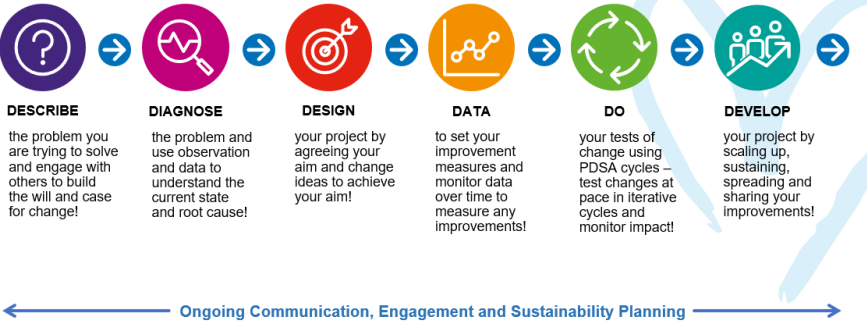 ?
DESCRIBE
the problem you
are trying to solve
and engage with
others to build
the will and case
for change!
DIAGNOSE
the problem and
use observation
and data to
understand the
current state
and root cause!
DESIGN
your project by
agreeing your
aim and change
ideas to achieve
your aim!
DATA
to set your
improvement
measures and
monitor data
over time to
measure any
improvements!
DO
your tests of
change using
PDSA cycles –
test changes at
pace in iterative
cycles and
monitor impact!
DEVELOP
your project by
scaling up,
sustaining,
spreading and
sharing your
improvements!
Ongoing Communication, Engagement and Sustainability Planning